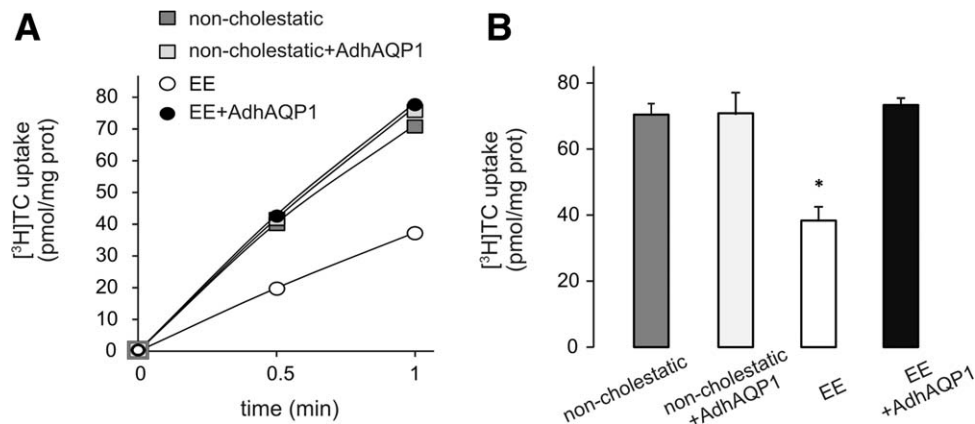 A
non-cholestatic
non-cholestatic+AdhAQP1
EE
EE+AdhAQP1
[³H]TC uptake
(pmol/mg prot)
80
70
60
50
40
30
20
10
0
0
0.5
1
time (min)
B
[³H]TC uptake
(pmol/mg prot)
80
60
40
20
0
*
non-cholestatic
non-cholestatic
+AdhAQP1
EE
EE
+AdhAQP1